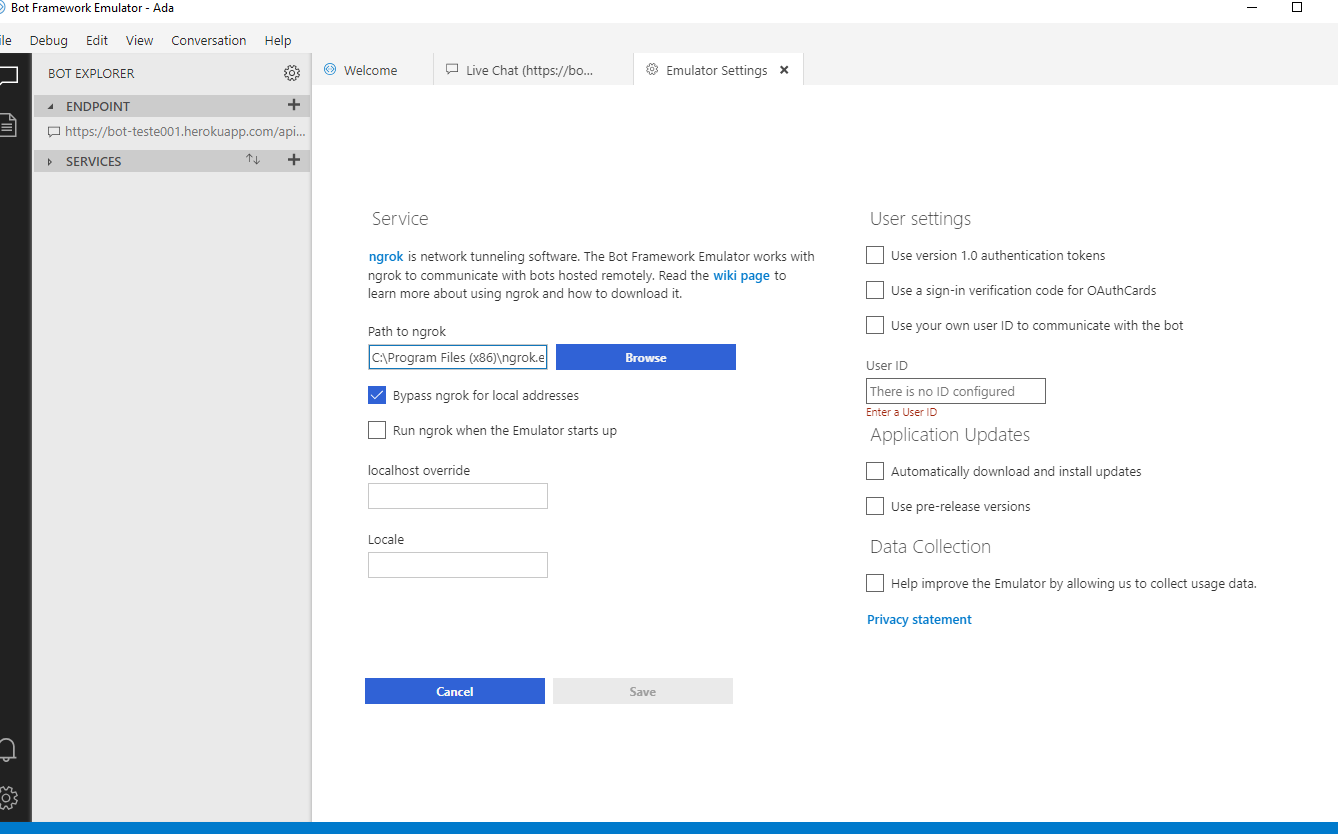 Bot Framework Emulator - Ada
ile Debug Edit View Conversation Help
BOT EXPLORER
ENDPOINT
https://bot-teste001.herokuapp.com/api...
SERVICES
Welcome
Live Chat (https://bo...
Emulator Settings
Service
ngrok is network tunneling software. The Bot Framework Emulator works with
ngrok to communicate with bots hosted remotely. Read the wiki page to
learn more about using ngrok and how to download it.
Path to ngrok
C:\Program Files (x86)\ngrok.e
Browse
Bypass ngrok for local addresses
Run ngrok when the Emulator starts up
localhost override
Locale
Cancel
Save
User settings
Use version 1.0 authentication tokens
Use a sign-in verification code for OAuthCards
Use your own user ID to communicate with the bot
User ID
There is no ID configured
Enter a User ID
Application Updates
Automatically download and install updates
Use pre-release versions
Data Collection
Help improve the Emulator by allowing us to collect usage data.
Privacy statement